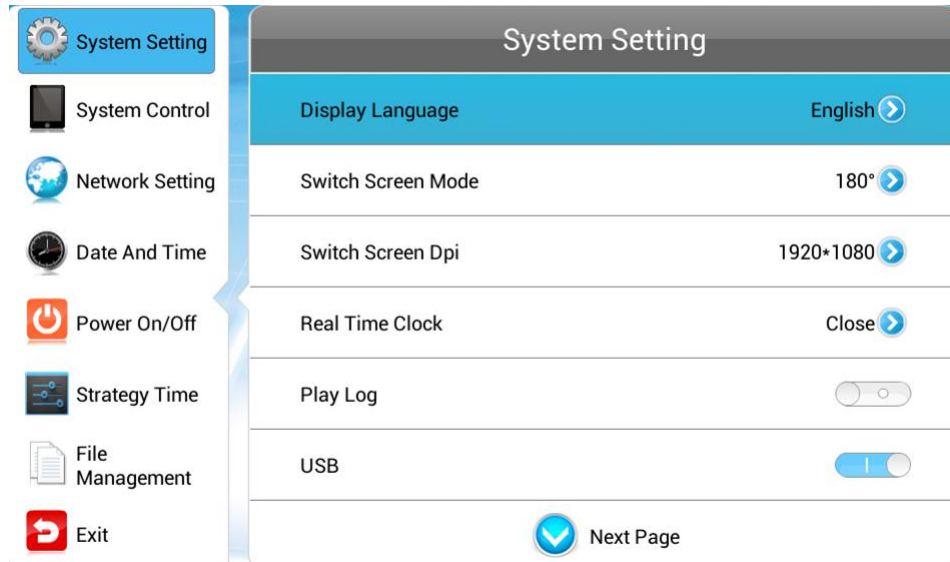 System Setting
System Control
Network Setting
Date And Time
Power On/Off
Strategy Time
File
Management
Exit
System Setting
Display Language English
Switch Screen Mode 180°
Switch Screen Dpi 1920*1080
Real Time Clock Close
Play Log
USB
Next Page